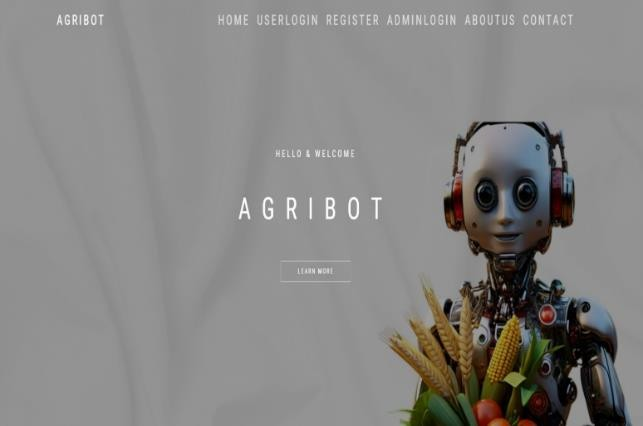 AGRIBOT
HOME USERLOGIN REGISTER ADMINLOGIN ABOUTUS CONTACT
HELLO & WELCOME
AGRIBOT
LEARN MORE